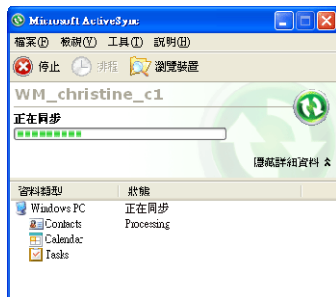 Microsoft ActiveSync
檔案(F) 檢視(V) 工具(T) 說明(H)
停止 排程 瀏覽裝置
WM_christine_c1
正在同步
隱藏詳細資料
資料類型 狀態
Windows PC 正在同步
Contacts Processing
Calendar
Tasks